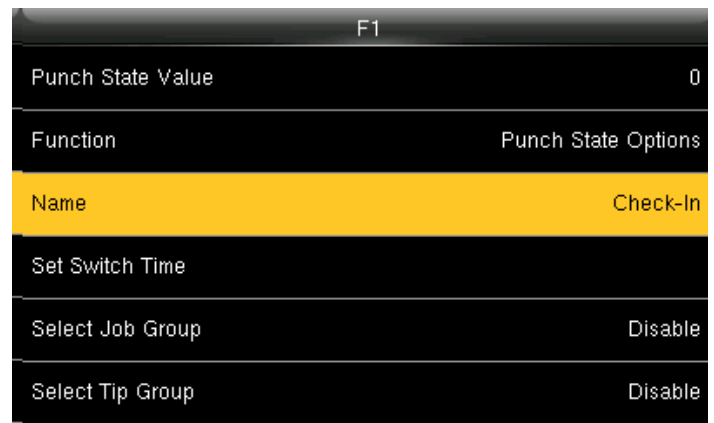 F1
Punch State Value 0
Function Punch State Options
Name Check-In
Set Switch Time
Select Job Group Disable
Select Tip Group Disable